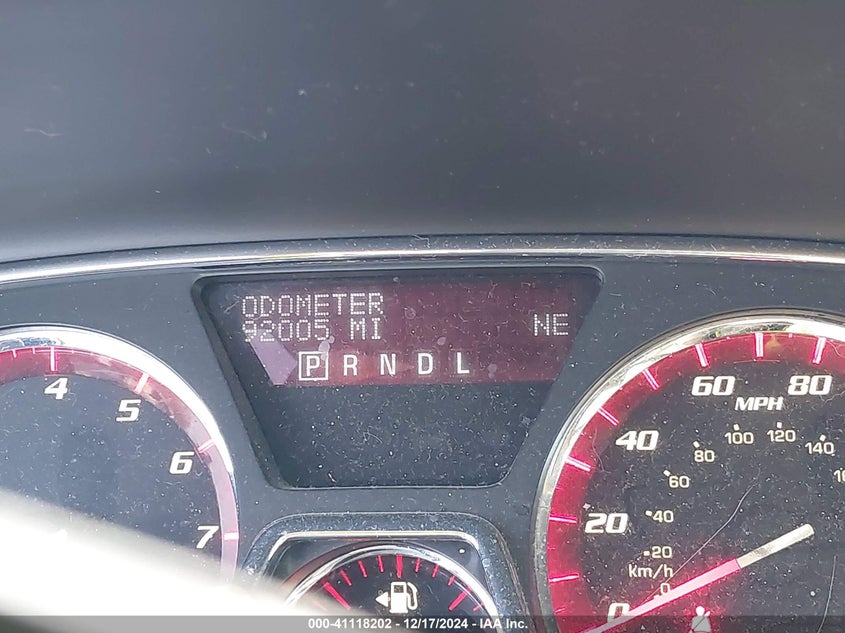 ODOMETER
92005 MI NE
P R N D L
4 5 6 7
0 20 40 60 80
MPH
0 20 40 60 80 100 120 140
km/h
000-41118202 - 12/17/2024 - IAA Inc.